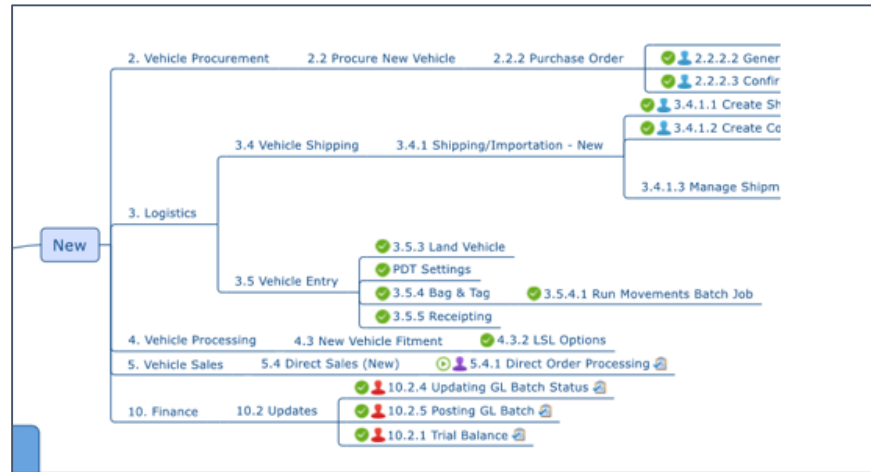 New
2. Vehicle Procurement 2.2 Procure New Vehicle 2.2.2 Purchase Order
2.2.2.2 Gener
2.2.2.3 Confir
3. Logistics
3.4 Vehicle Shipping 3.4.1 Shipping/Importation - New
3.4.1.1 Create Sh
3.4.1.2 Create Co
3.4.1.3 Manage Shipm
3.5 Vehicle Entry
3.5.3 Land Vehicle
PDT Settings
3.5.4 Bag & Tag 3.5.4.1 Run Movements Batch Job
3.5.5 Receipting
4. Vehicle Processing 4.3 New Vehicle Fitment 4.3.2 LSL Options
5. Vehicle Sales 5.4 Direct Sales (New) 5.4.1 Direct Order Processing
10. Finance 10.2 Updates
10.2.4 Updating GL Batch Status
10.2.5 Posting GL Batch
10.2.1 Trial Balance